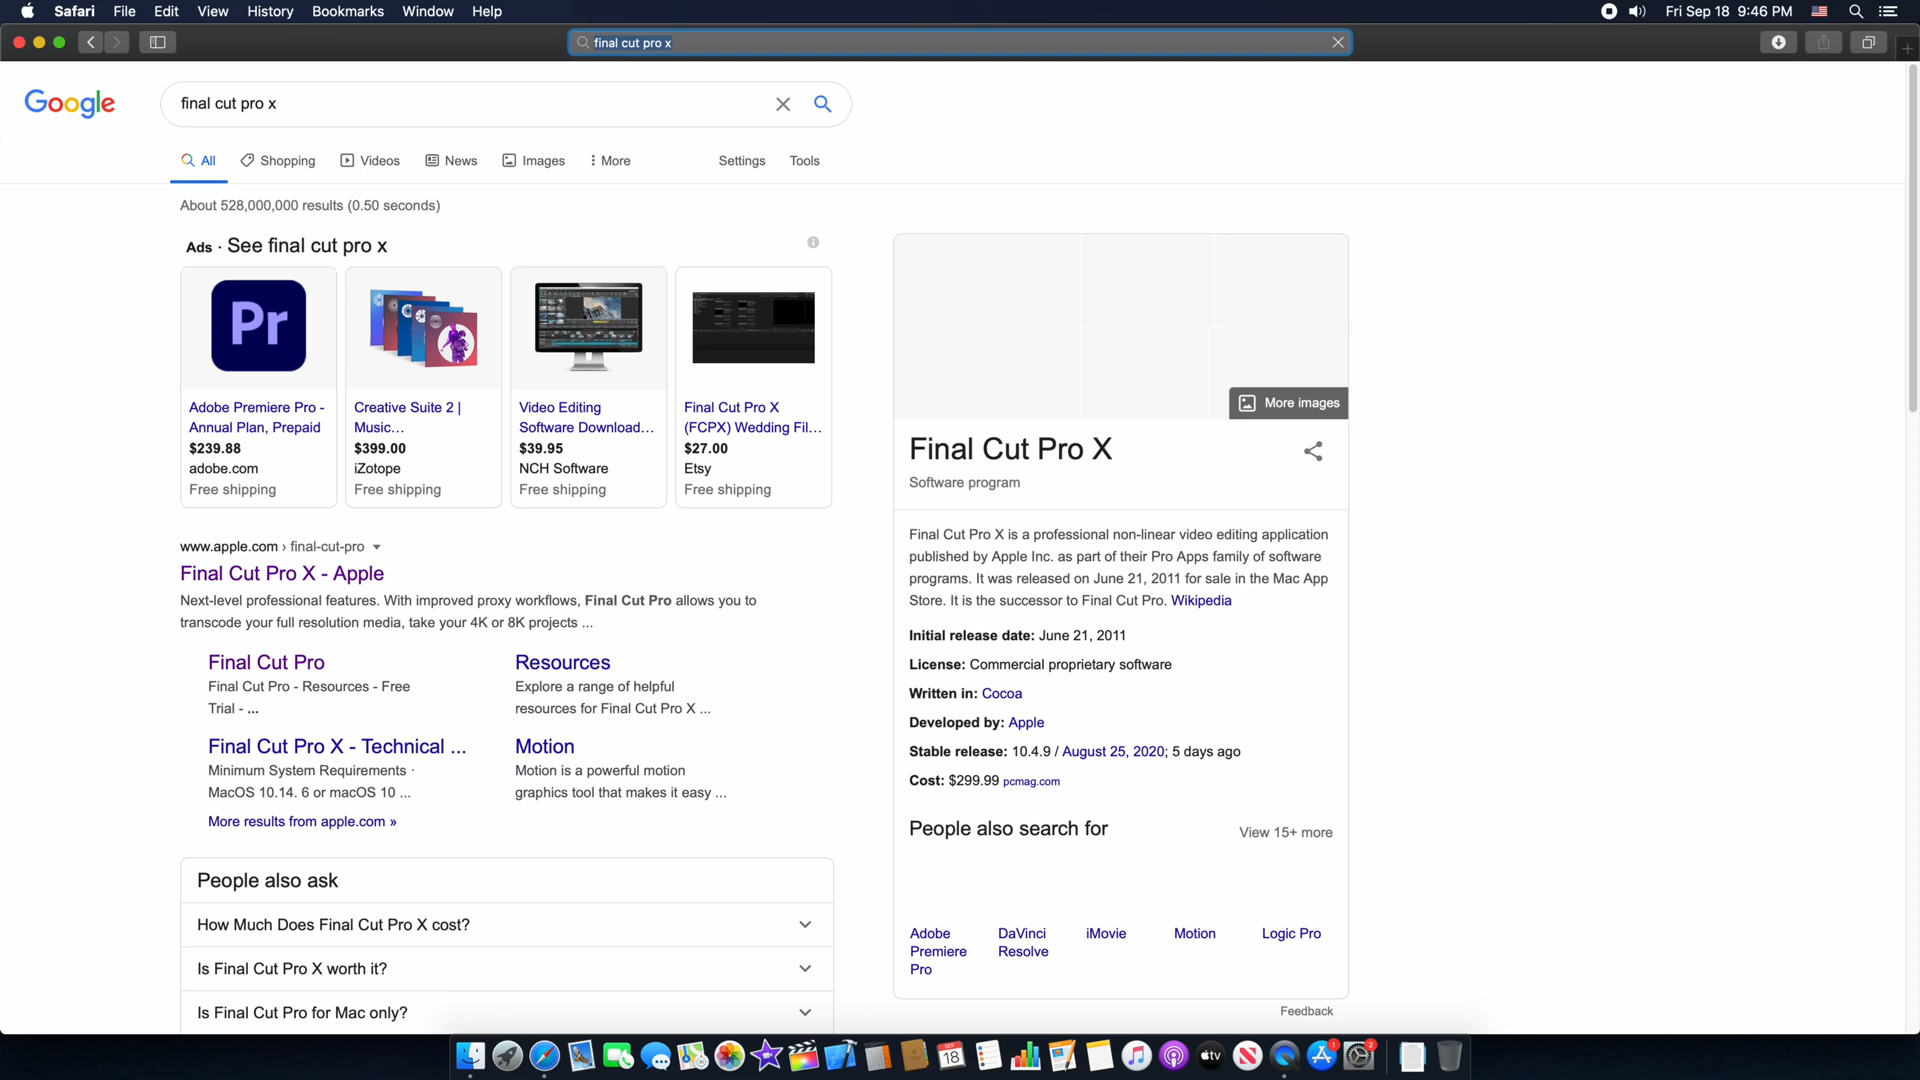 Safari File Edit View History Bookmarks Window Help
Fri Sep 18 9:46 PM
final cut pro x
Google
final cut pro x
All Shopping Videos News Images More Settings Tools
About 528,000,000 results (0.50 seconds)
Ads · See final cut pro x
Pr
Adobe Premiere Pro -
Annual Plan, Prepaid
$239.88
adobe.com
Free shipping
Creative Suite 2 |
Music...
$399.00
iZotope
Free shipping
Video Editing
Software Download...
$39.95
NCH Software
Free shipping
Final Cut Pro X
(FCPX) Wedding Fil...
$27.00
Etsy
Free shipping
www.apple.com › final-cut-pro
Final Cut Pro X - Apple
Next-level professional features. With improved proxy workflows, Final Cut Pro allows you to
transcode your full resolution media, take your 4K or 8K projects ...
Final Cut Pro
Final Cut Pro - Resources - Free
Trial - ...
Resources
Explore a range of helpful
resources for Final Cut Pro X ...
Final Cut Pro X - Technical ...
Minimum System Requirements ·
MacOS 10.14. 6 or macOS 10 ...
Motion
Motion is a powerful motion
graphics tool that makes it easy ...
More results from apple.com »
People also ask
How Much Does Final Cut Pro X cost?
Is Final Cut Pro X worth it?
Is Final Cut Pro for Mac only?
More images
Final Cut Pro X
Software program
Final Cut Pro X is a professional non-linear video editing application
published by Apple Inc. as part of their Pro Apps family of software
programs. It was released on June 21, 2011 for sale in the Mac App
Store. It is the successor to Final Cut Pro. Wikipedia
Initial release date: June 21, 2011
License: Commercial proprietary software
Written in: Cocoa
Developed by: Apple
Stable release: 10.4.9 / August 25, 2020; 5 days ago
Cost: $299.99 pcmag.com
People also search for
View 15+ more
Adobe
Premiere
Pro
DaVinci
Resolve
iMovie
Motion
Logic Pro
Feedback
SEP
18
tv
1
2